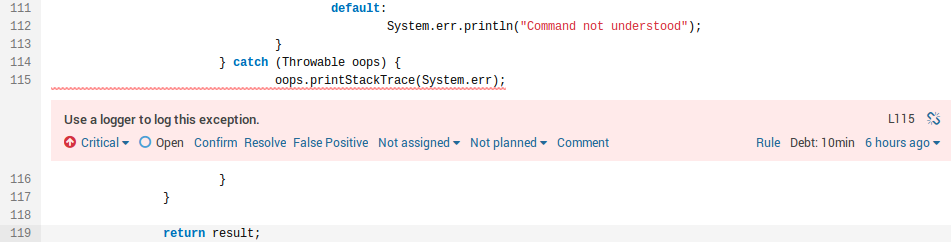 111 default:
112 System.err.println("Command not understood");
113 }
114 } catch (Throwable oops) {
115 oops.printStackTrace(System.err);
Use a logger to log this exception. L115
Critical Open Confirm Resolve False Positive Not assigned Not planned Comment Rule Debt: 10min 6 hours ago
116 }
117 }
118
119 return result;